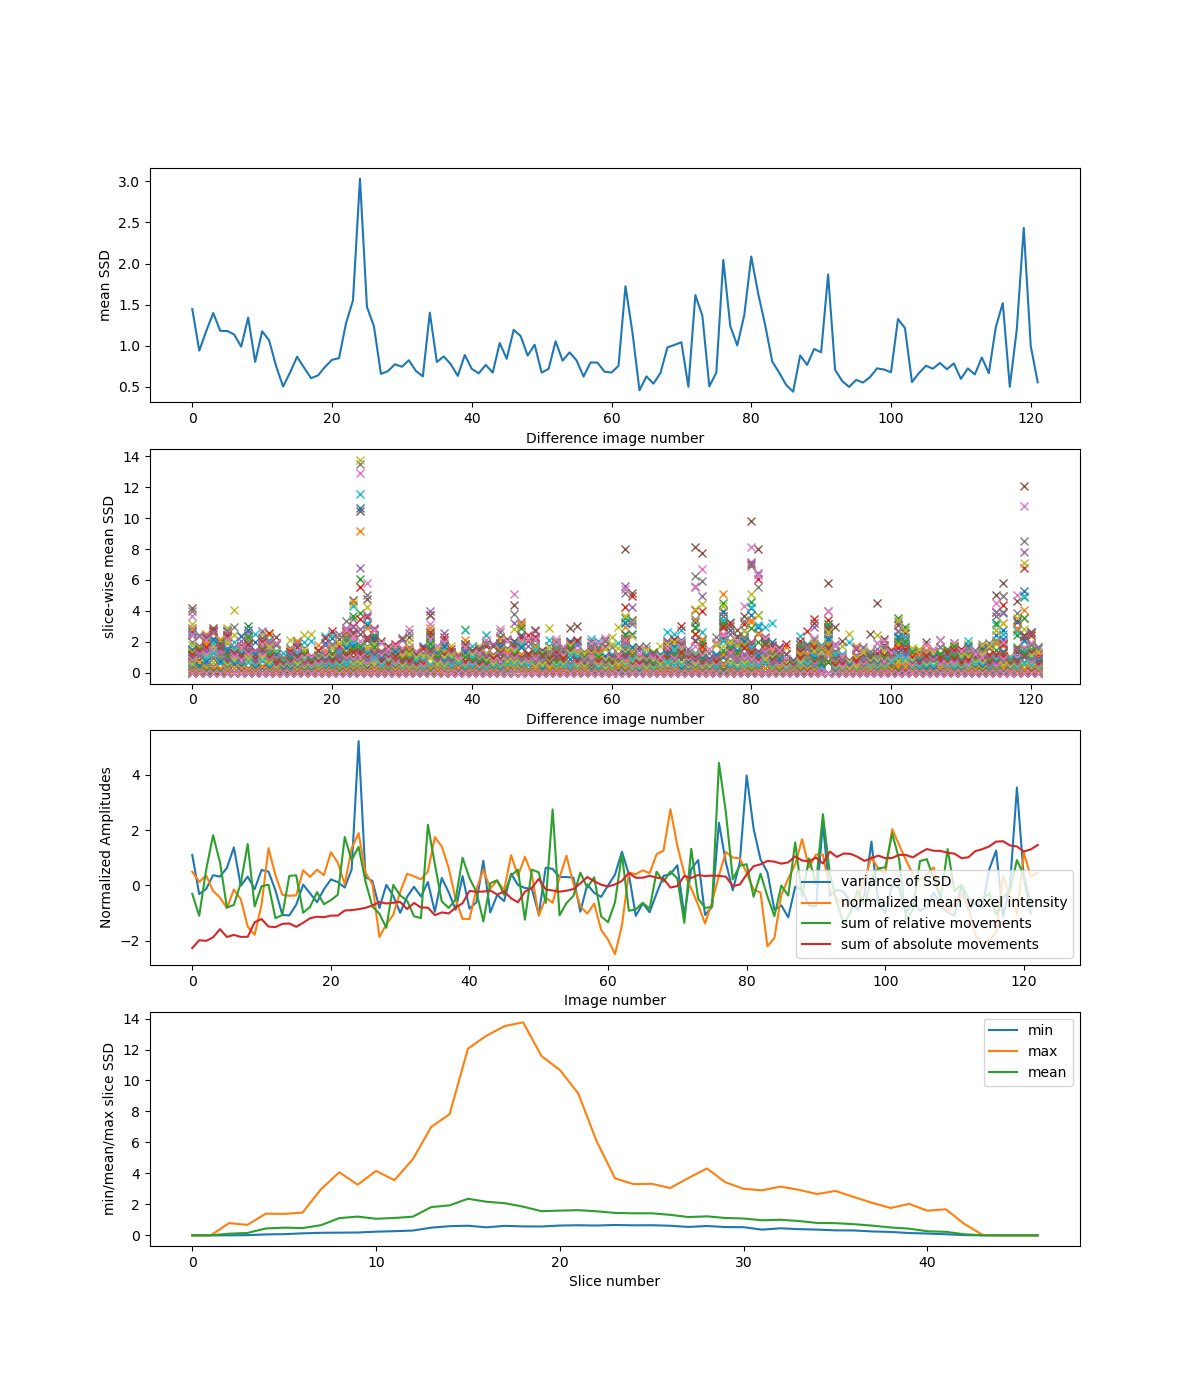 mean SSD
3.0
2.5
2.0
1.5
1.0
0.5
0 20 40 60 80 100 120
Difference image number
slice-wise mean SSD
14
12
10
8
6
4
2
0
0 20 40 60 80 100 120
Difference image number
Normalized Amplitudes
4
2
0
−2
variance of SSD
normalized mean voxel intensity
sum of relative movements
sum of absolute movements
0 20 40 60 80 100 120
Image number
min/mean/max slice SSD
14
12
10
8
6
4
2
0
min
max
mean
0 10 20 30 40
Slice number